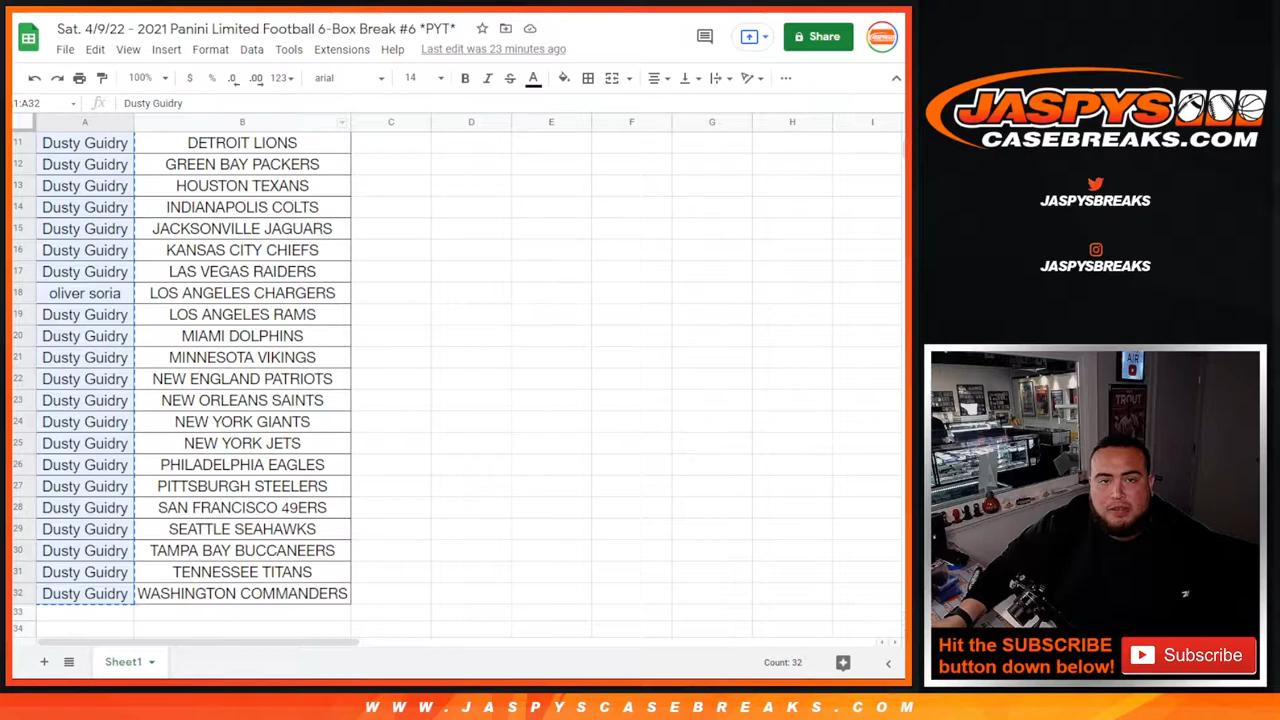 Sat. 4/9/22 - 2021 Panini Limited Football 6-Box Break #6 *PYT*
File Edit View Insert Format Data Tools Extensions Help Last edit was 23 minutes ago
Share
100% $ % .0 .00 123 arial 14 B I S A
1:A32 fx Dusty Guidry
A B C D E F G H I
11 Dusty Guidry DETROIT LIONS
12 Dusty Guidry GREEN BAY PACKERS
13 Dusty Guidry HOUSTON TEXANS
14 Dusty Guidry INDIANAPOLIS COLTS
15 Dusty Guidry JACKSONVILLE JAGUARS
16 Dusty Guidry KANSAS CITY CHIEFS
17 Dusty Guidry LAS VEGAS RAIDERS
18 oliver soria LOS ANGELES CHARGERS
19 Dusty Guidry LOS ANGELES RAMS
20 Dusty Guidry MIAMI DOLPHINS
21 Dusty Guidry MINNESOTA VIKINGS
22 Dusty Guidry NEW ENGLAND PATRIOTS
23 Dusty Guidry NEW ORLEANS SAINTS
24 Dusty Guidry NEW YORK GIANTS
25 Dusty Guidry NEW YORK JETS
26 Dusty Guidry PHILADELPHIA EAGLES
27 Dusty Guidry PITTSBURGH STEELERS
28 Dusty Guidry SAN FRANCISCO 49ERS
29 Dusty Guidry SEATTLE SEAHAWKS
30 Dusty Guidry TAMPA BAY BUCCANEERS
31 Dusty Guidry TENNESSEE TITANS
32 Dusty Guidry WASHINGTON COMMANDERS
33
34
Sheet1
Count: 32
JASPYS
CASEBREAKS.COM
JASPYSBREAKS
JASPYSBREAKS
AIR
TROUT
Hit the SUBSCRIBE
button down below!
Subscribe
WWW.JASPYSCASEBREAKS.COM